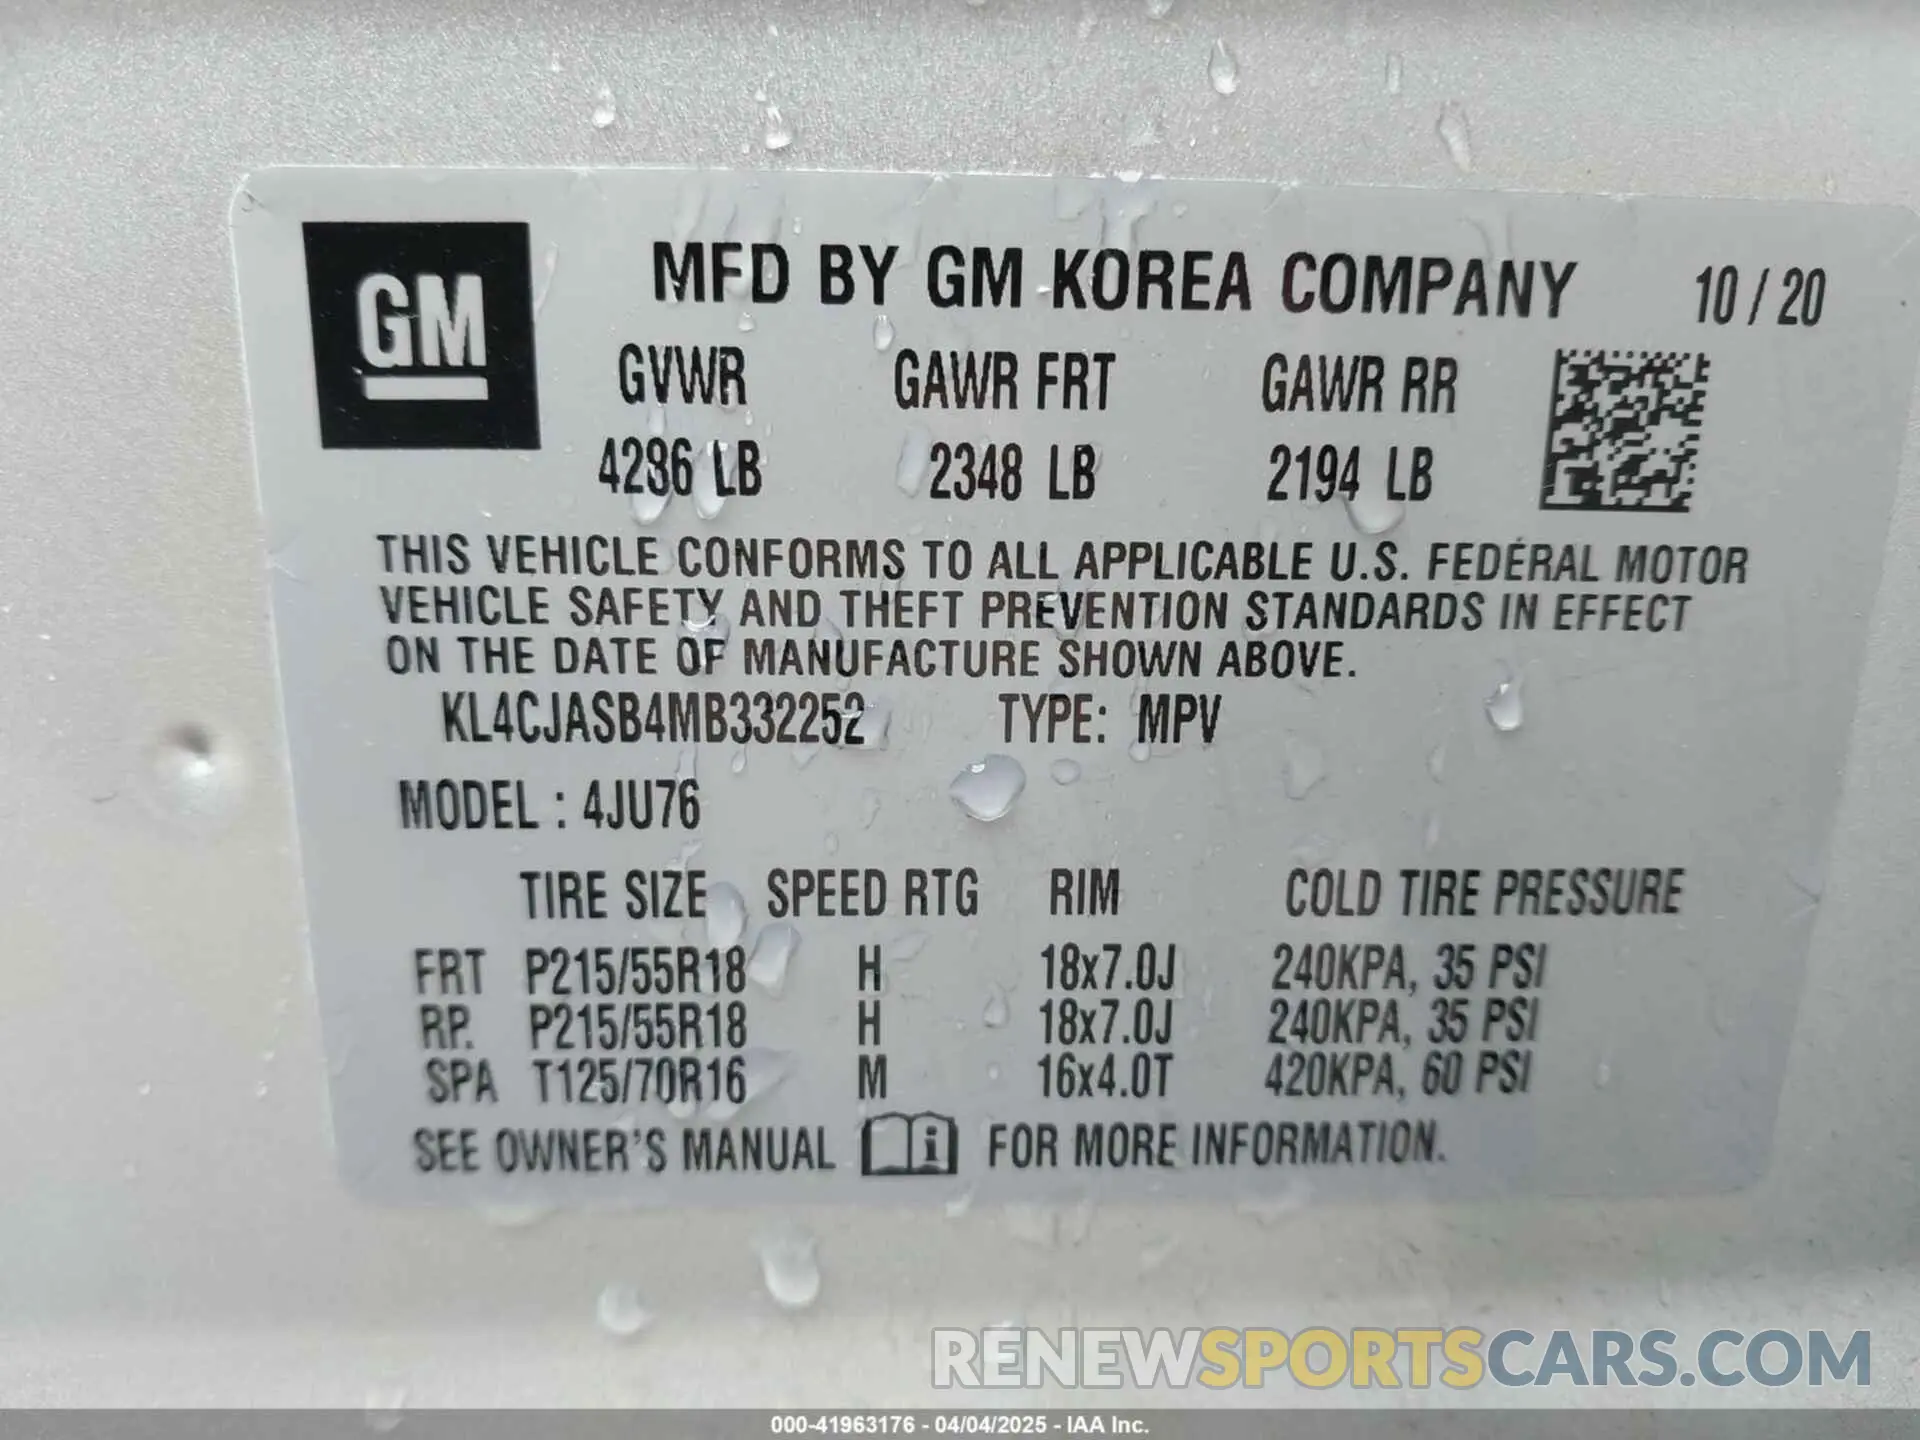 GM
MFD BY GM KOREA COMPANY 10 / 20
GVWR GAWR FRT GAWR RR
4286 LB 2348 LB 2194 LB
THIS VEHICLE CONFORMS TO ALL APPLICABLE U.S. FEDERAL MOTOR
VEHICLE SAFETY AND THEFT PREVENTION STANDARDS IN EFFECT
ON THE DATE OF MANUFACTURE SHOWN ABOVE.
KL4CJASB4MB332252 TYPE: MPV
MODEL : 4JU76
TIRE SIZE SPEED RTG RIM COLD TIRE PRESSURE
FRT P215/55R18 H 18x7.0J 240KPA, 35 PSI
RP. P215/55R18 H 18x7.0J 240KPA, 35 PSI
SPA T125/70R16 M 16x4.0T 420KPA, 60 PSI
SEE OWNER'S MANUAL i FOR MORE INFORMATION.
RENEWSPORTSCARS.COM
000-41963176 - 04/04/2025 - IAA Inc.